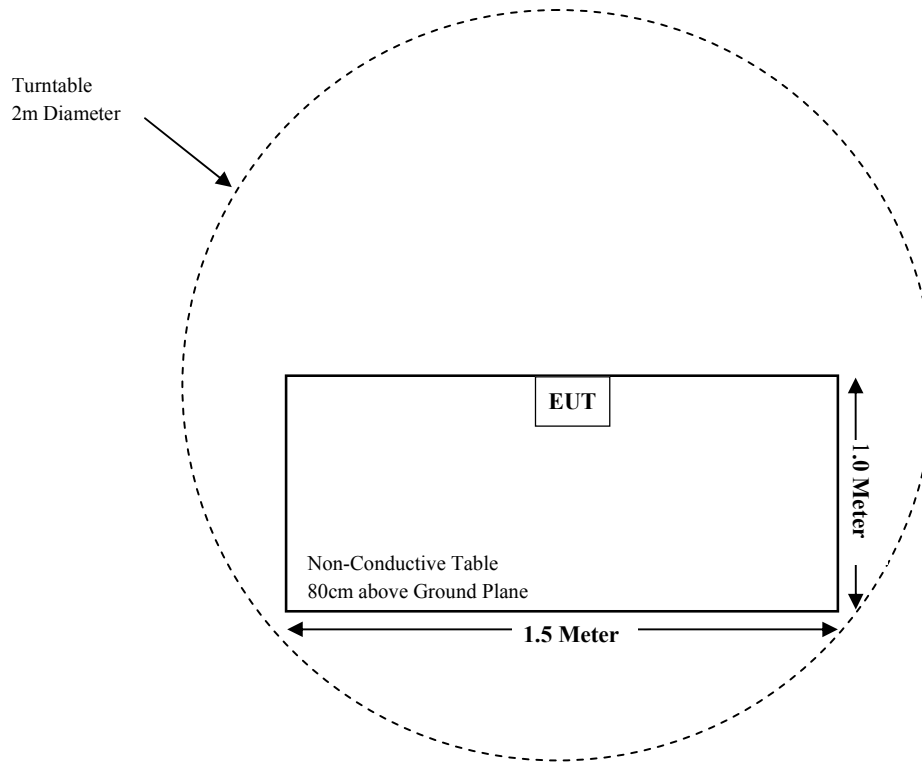 Turntable
2m Diameter
EUT
1.0 Meter
Non-Conductive Table
80cm above Ground Plane
1.5 Meter